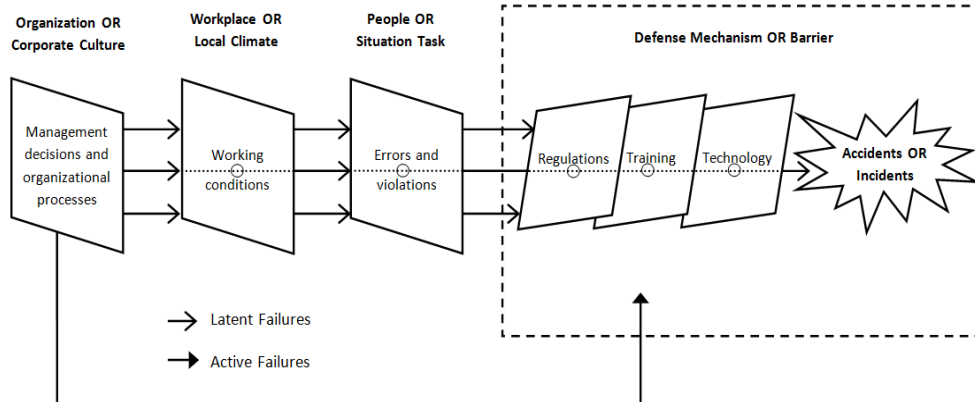 Organization OR
Corporate Culture
Workplace OR
Local Climate
People OR
Situation Task
Defense Mechanism OR Barrier
Management
decisions and
organizational
processes
Working
conditions
Errors and
violations
Regulations
Training
Technology
Accidents OR
Incidents
Latent Failures
Active Failures